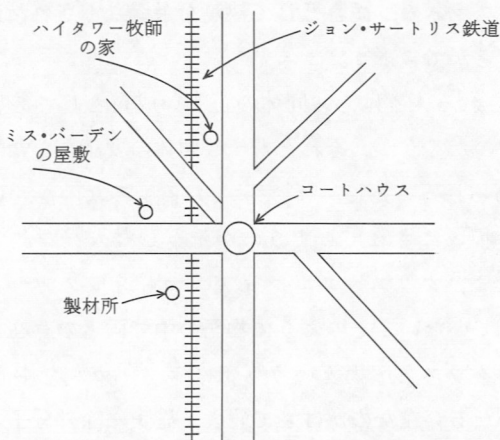 ハイタワー牧師
の家
ジョン・サートリス鉄道
ミス・バーデン
の屋敷
コートハウス
製材所